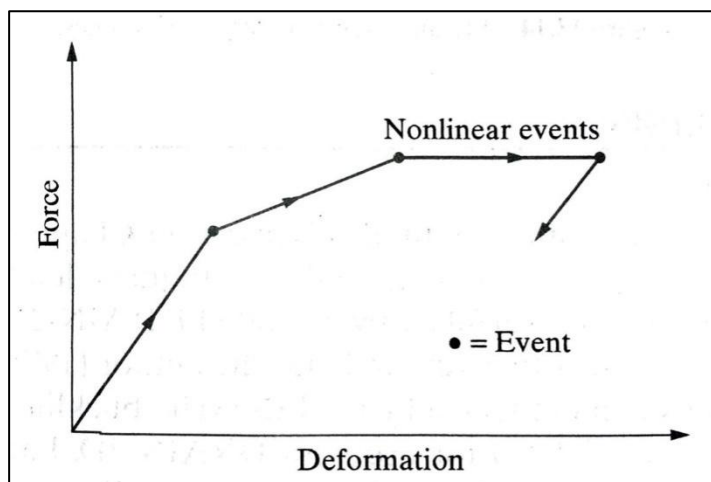 Nonlinear events
Force
• = Event
Deformation